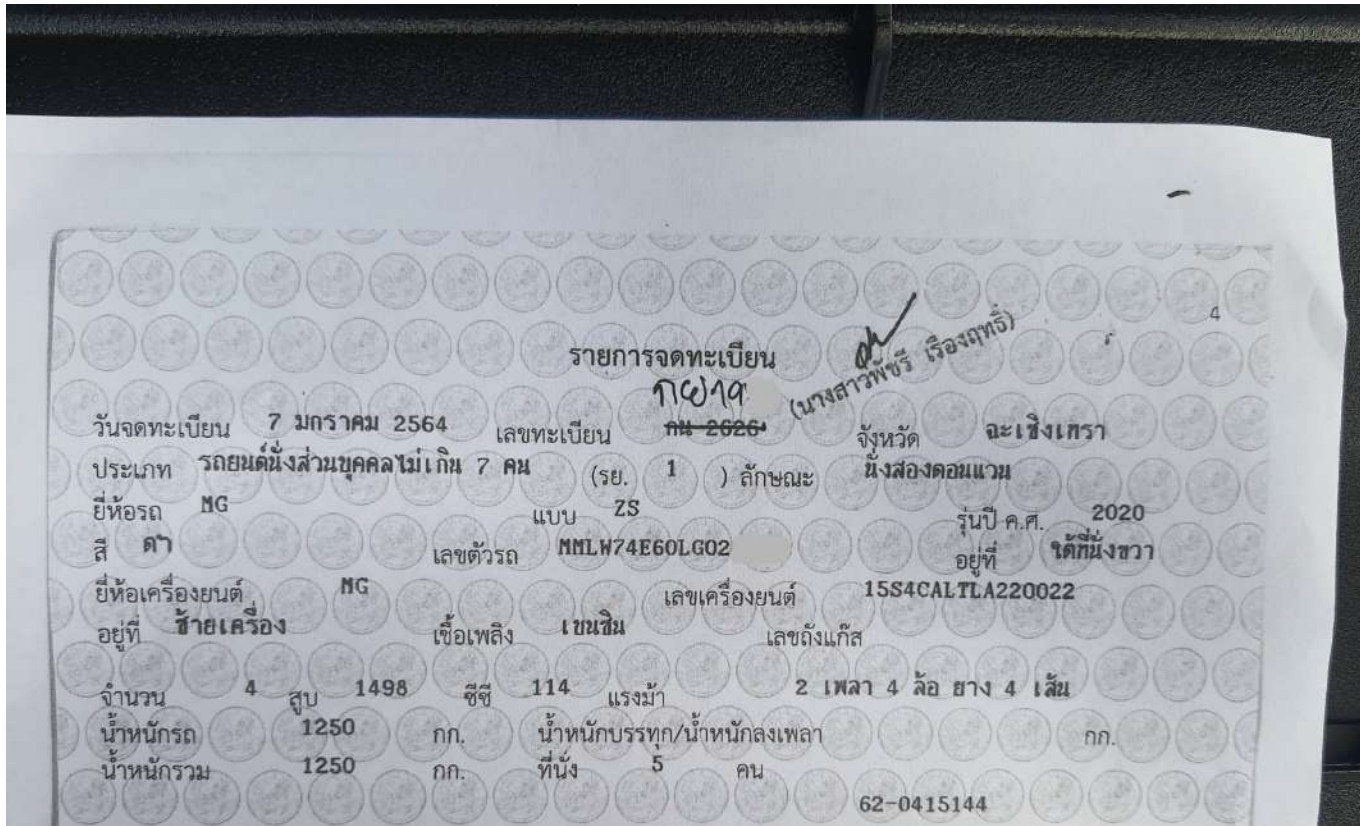 4
รายการจดทะเบียน
(นางสาวพัชรี เรืองฤทธิ์)
วันจดทะเบียน 7 มกราคม 2564 เลขทะเบียน กน 2626 จังหวัด ฉะเชิงเทรา
ประเภท รถยนต์นั่งส่วนบุคคลไม่เกิน 7 คน (รย. 1 ) ลักษณะ นั่งสองตอนแวน
ยี่ห้อรถ MG แบบ ZS รุ่นปี ค.ศ. 2020
สี ดำ เลขตัวรถ MMLW74E60LG02 อยู่ที่ ใต้ที่นั่งขวา
ยี่ห้อเครื่องยนต์ MG เลขเครื่องยนต์ 15S4CALTLA220022
อยู่ที่ ซ้ายเครื่อง เชื้อเพลิง เบนซิน เลขถังแก๊ส
จำนวน 4 สูบ 1498 ซีซี 114 แรงม้า 2 เพลา 4 ล้อ ยาง 4 เส้น
น้ำหนักรถ 1250 กก. น้ำหนักบรรทุก/น้ำหนักลงเพลา กก.
น้ำหนักรวม 1250 กก. ที่นั่ง 5 คน
62-0415144